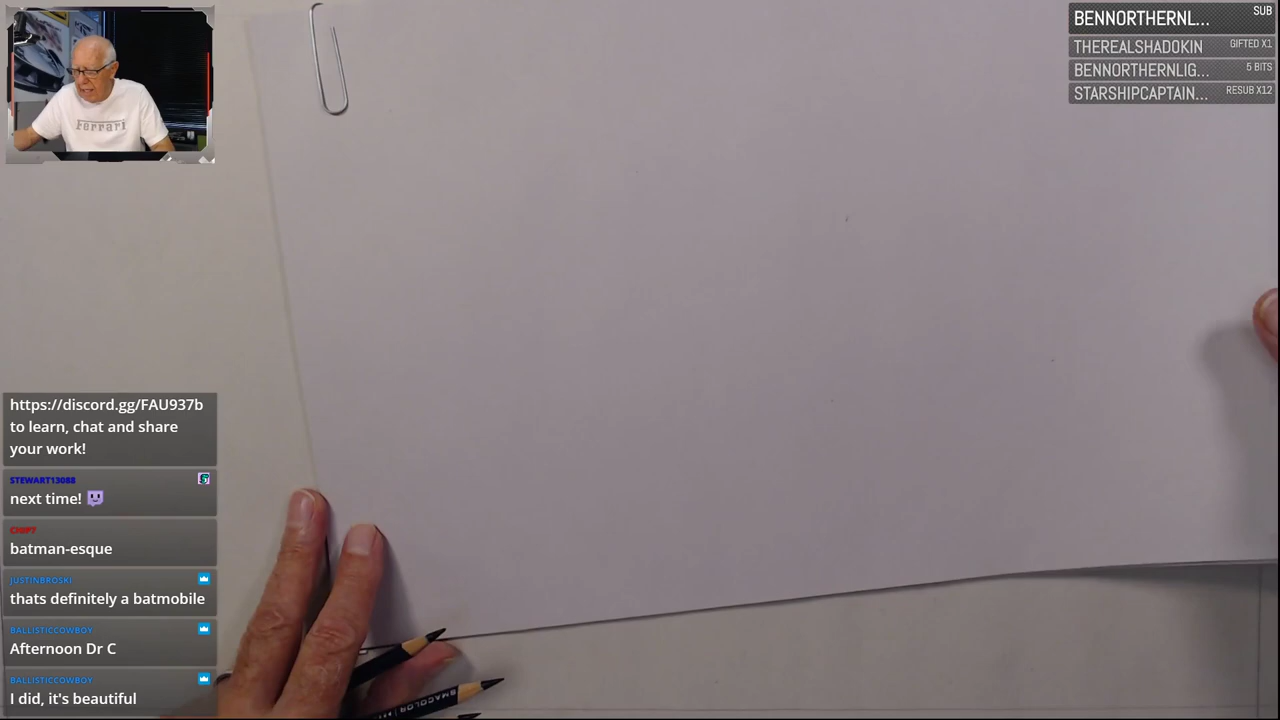 Ferrari
BENNORTHERNL... SUB
THEREALSHADOKIN GIFTED X1
BENNORTHERNLIG... 5 BITS
STARSHIPCAPTAIN... RESUB X12
https://discord.gg/FAU937b
to learn, chat and share
your work!
STEWART13088
next time!
batman-esque
JUSTINBROSKI
thats definitely a batmobile
BALLISTICCOWBOY
Afternoon Dr C
BALLISTICCOWBOY
I did, it's beautiful